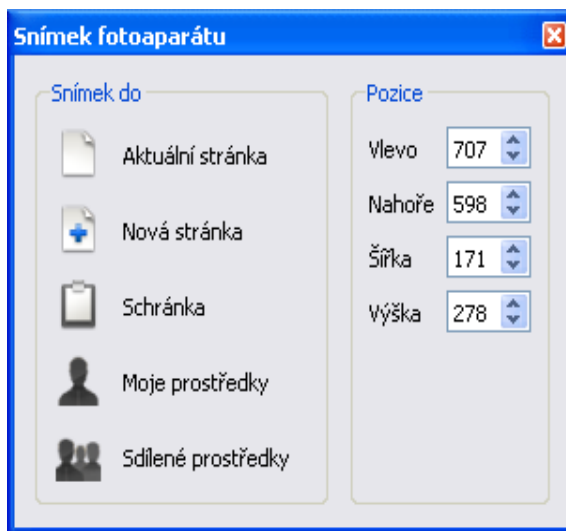 Snímek fotoaparátu
Snímek do
Aktuální stránka
Nová stránka
Schránka
Moje prostředky
Sdílené prostředky
Pozice
Vlevo 707
Nahoře 598
Šířka 171
Výška 278